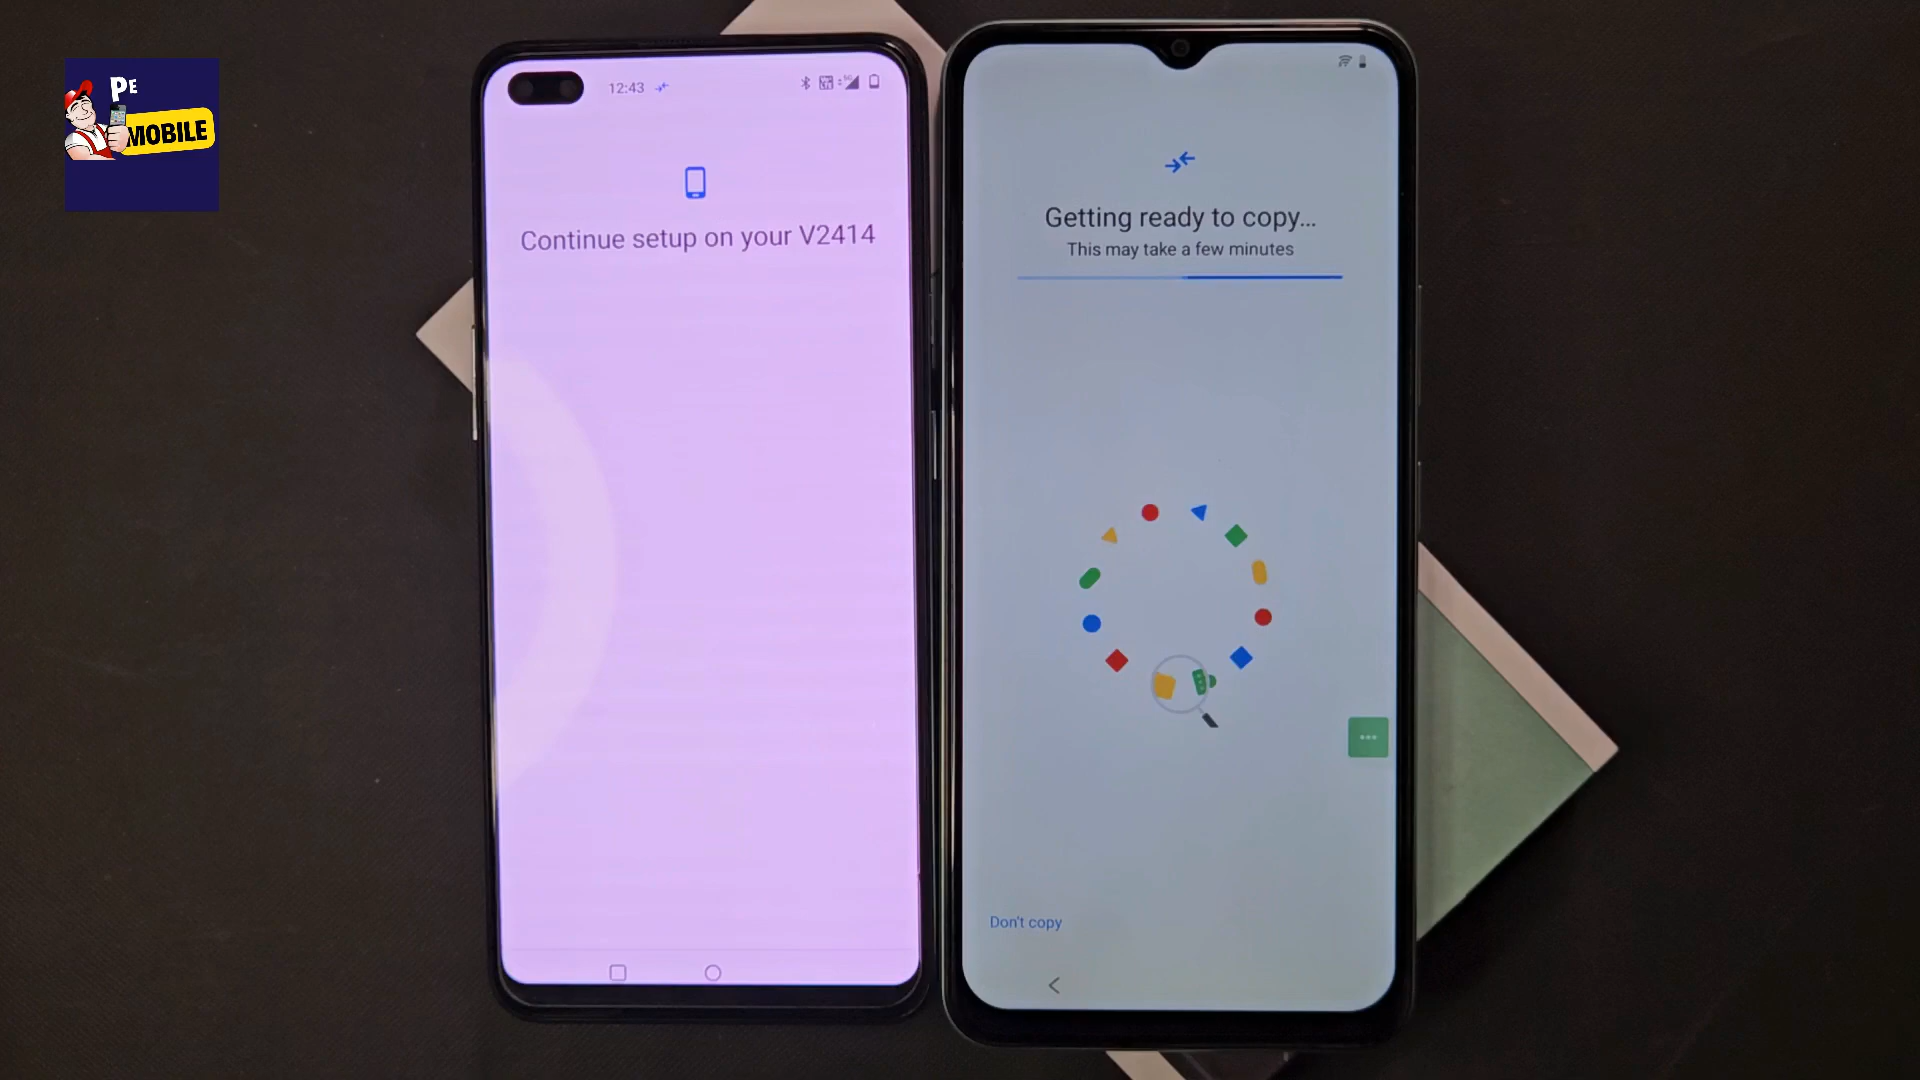 PE
MOBILE
12:43
5G
Continue setup on your V2414
Getting ready to copy...
This may take a few minutes
Don't copy